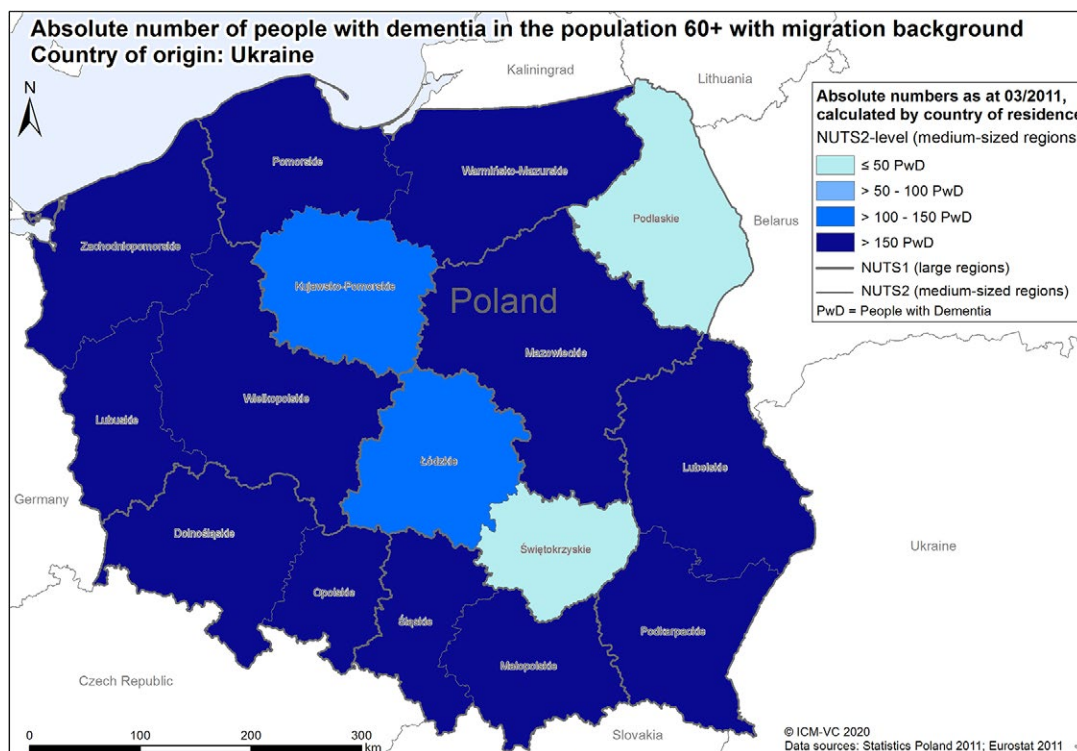 Absolute number of people with dementia in the population 60+ with migration background
Country of origin: Ukraine
Kaliningrad
Lithuania
N
Absolute numbers as at 03/2011,
calculated by country of residence
NUTS2-level (medium-sized regions
≤ 50 PwD
> 50 - 100 PwD
> 100 - 150 PwD
> 150 PwD
NUTS1 (large regions)
NUTS2 (medium-sized regions)
PwD = People with Dementia
Pomorskie
Warmińsko-Mazurskie
Podlaskie
Belarus
Zachodniopomorskie
Kujawsko-Pomorskie
Poland
Mazowieckie
Wielkopolskie
Lubuskie
Łódzkie
Lubelskie
Germany
Dolnośląskie
Świętokrzyskie
Ukraine
Opolskie
Śląskie
Podkarpackie
Małopolskie
Czech Republic
Slovakia
0 100 200 300
km
© ICM-VC 2020
Data sources: Statistics Poland 2011; Eurostat 2011